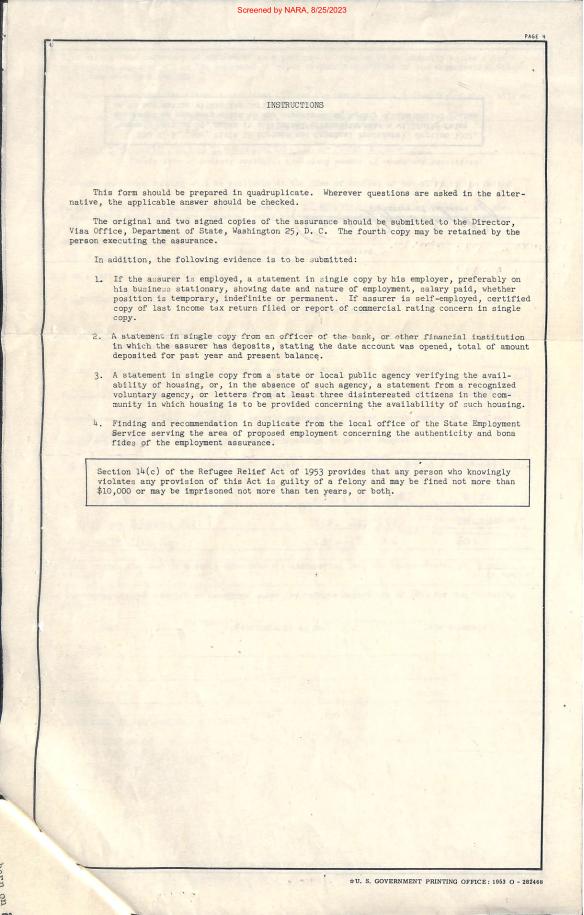 Screened by NARA, 8/25/2023
PAGE 4
INSTRUCTIONS
This form should be prepared in quadruplicate. Wherever questions are asked in the alter-
native, the applicable answer should be checked.
The original and two signed copies of the assurance should be submitted to the Director,
Visa Office, Department of State, Washington 25, D. C. The fourth copy may be retained by the
person executing the assurance.
In addition, the following evidence is to be submitted:
1. If the assurer is employed, a statement in single copy by his employer, preferably on
his business stationary, showing date and nature of employment, salary paid, whether
position is temporary, indefinite or permanent. If assurer is self-employed, certified
copy of last income tax return filed or report of commercial rating concern in single
copy.
2. A statement in single copy from an officer of the bank, or other financial institution
in which the assurer has deposits, stating the date account was opened, total of amount
deposited for past year and present balance.
3. A statement in single copy from a state or local public agency verifying the avail-
ability of housing, or, in the absence of such agency, a statement from a recognized
voluntary agency, or letters from at least three disinterested citizens in the com-
munity in which housing is to be provided concerning the availability of such housing.
4. Finding and recommendation in duplicate from the local office of the State Employment
Service serving the area of proposed employment concerning the authenticity and bona
fides of the employment assurance.
Section 14(c) of the Refugee Relief Act of 1953 provides that any person who knowingly
violates any provision of this Act is guilty of a felony and may be fined not more than
$10,000 or may be imprisoned not more than ten years, or both.
☆U. S. GOVERNMENT PRINTING OFFICE: 1953 O - 282468